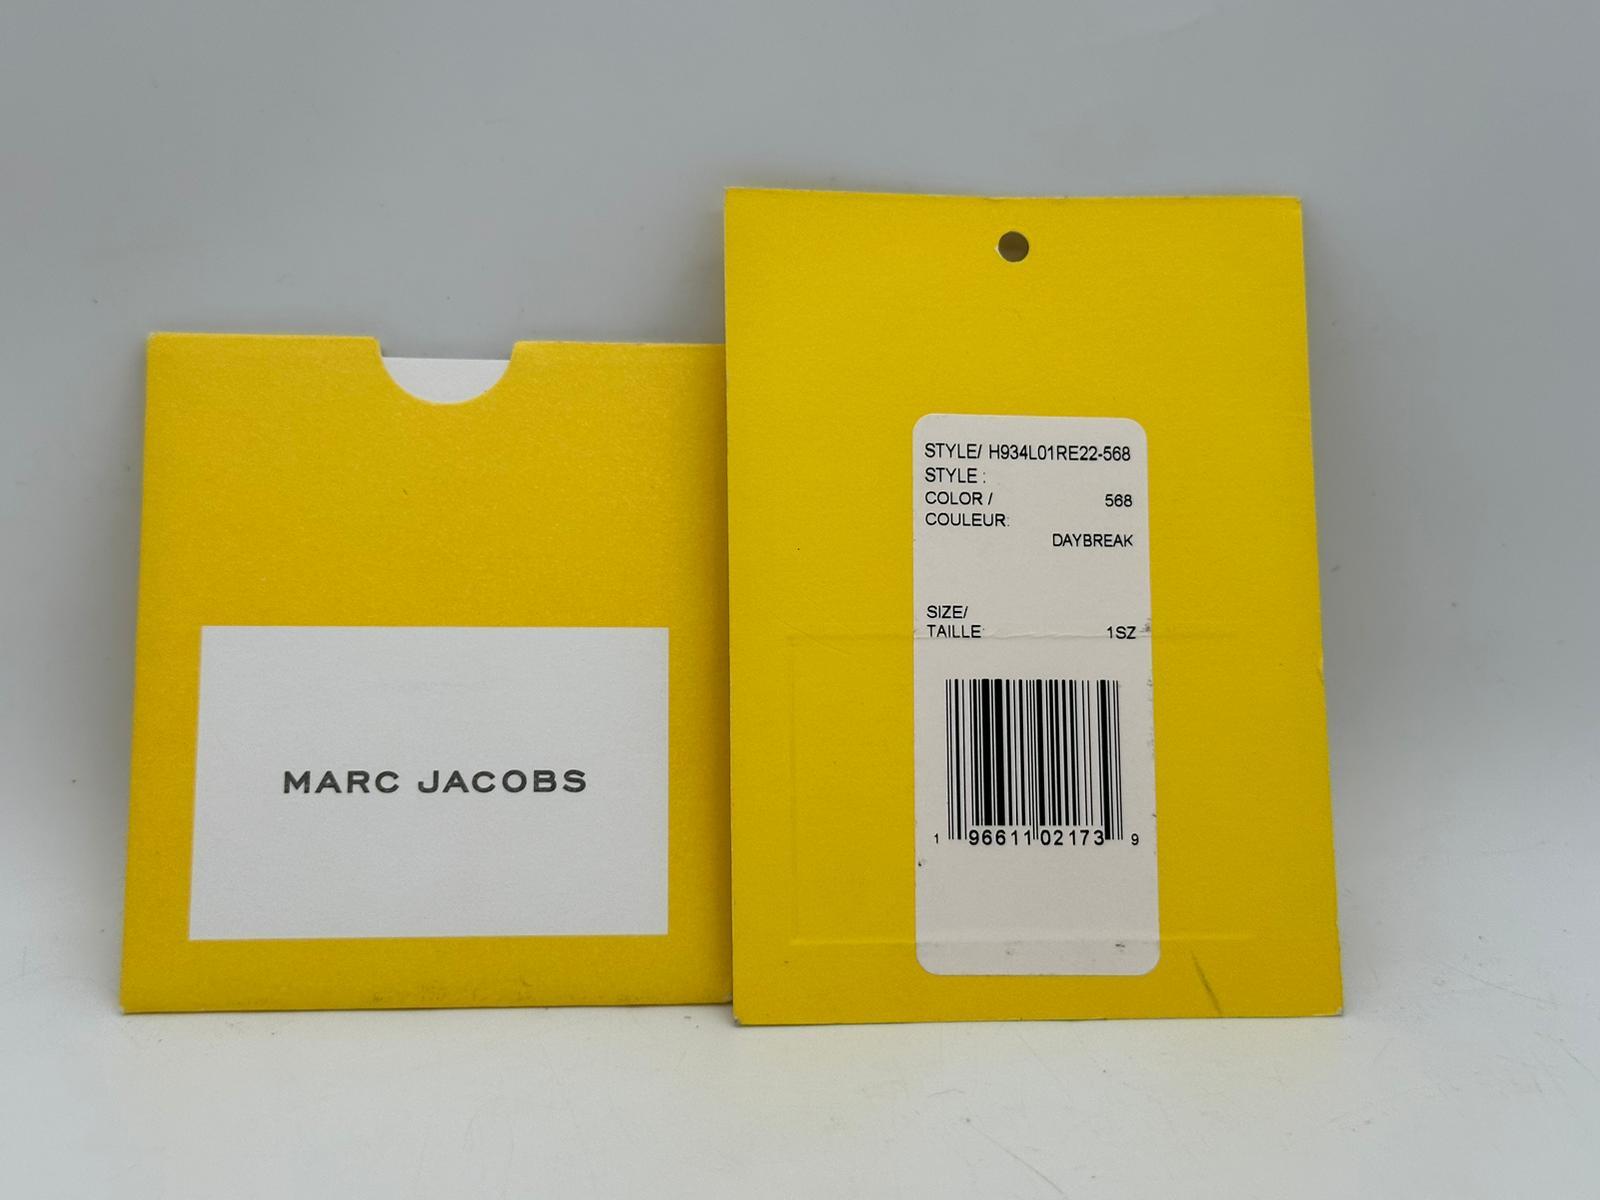 MARC JACOBS
STYLE/ H934L01RE22-568
STYLE :
COLOR / 568
COULEUR:
DAYBREAK
SIZE/
TAILLE: 1SZ
1 96611 02173 9